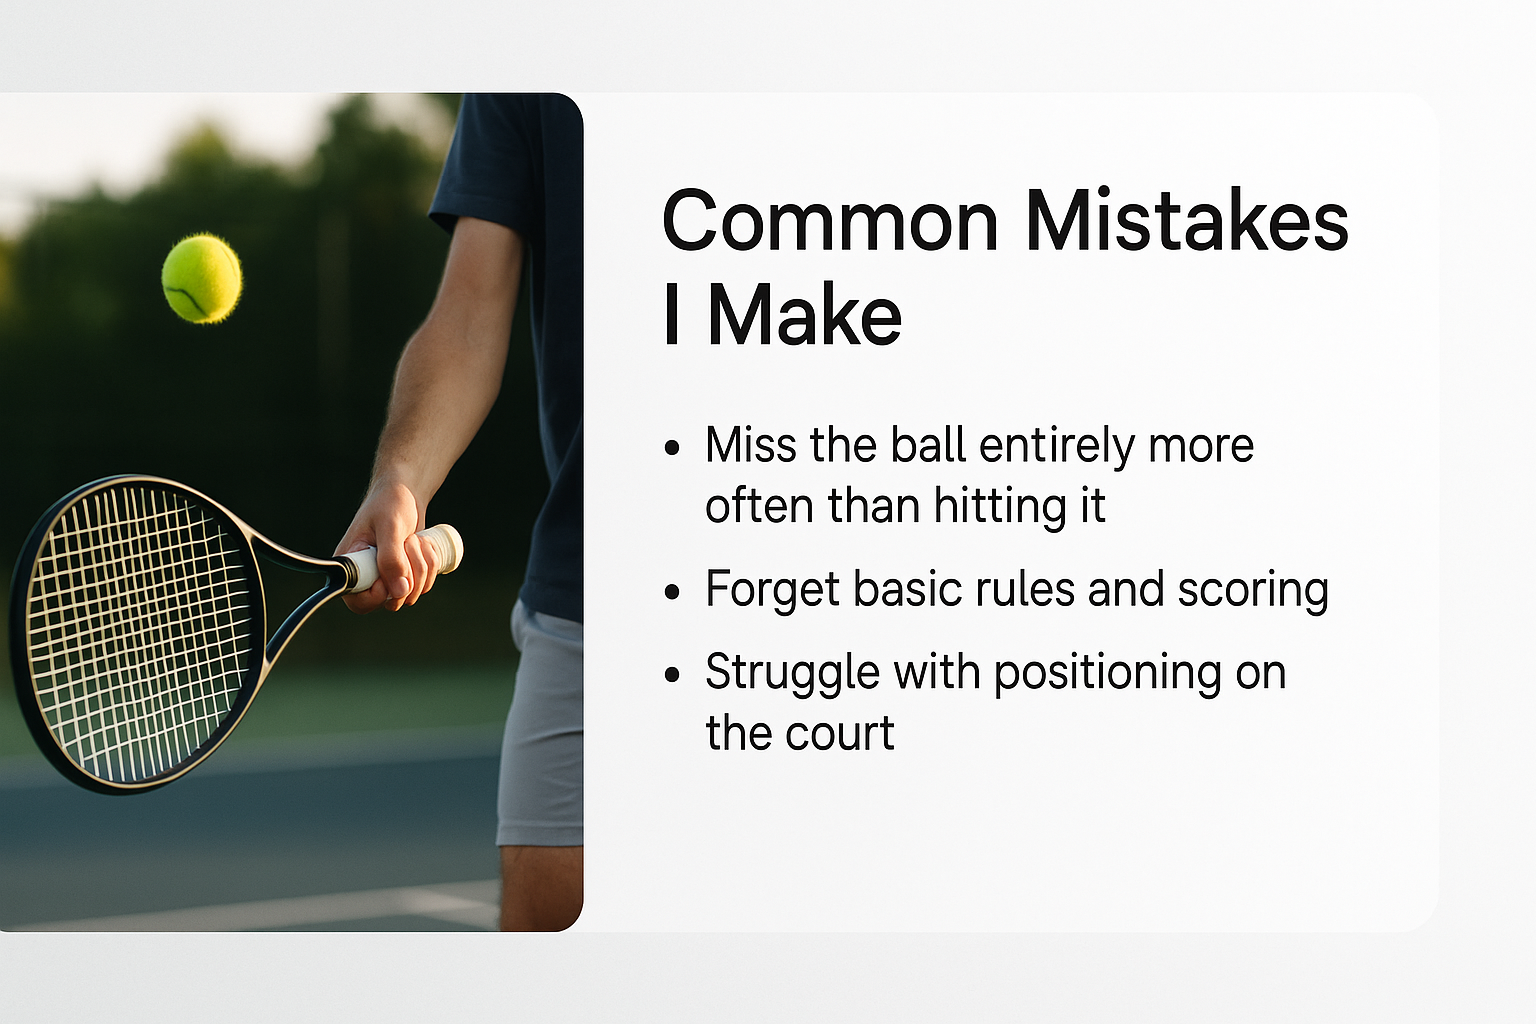 Common Mistakes
I Make
• Miss the ball entirely more
often than hitting it
• Forget basic rules and scoring
• Struggle with positioning on
the court